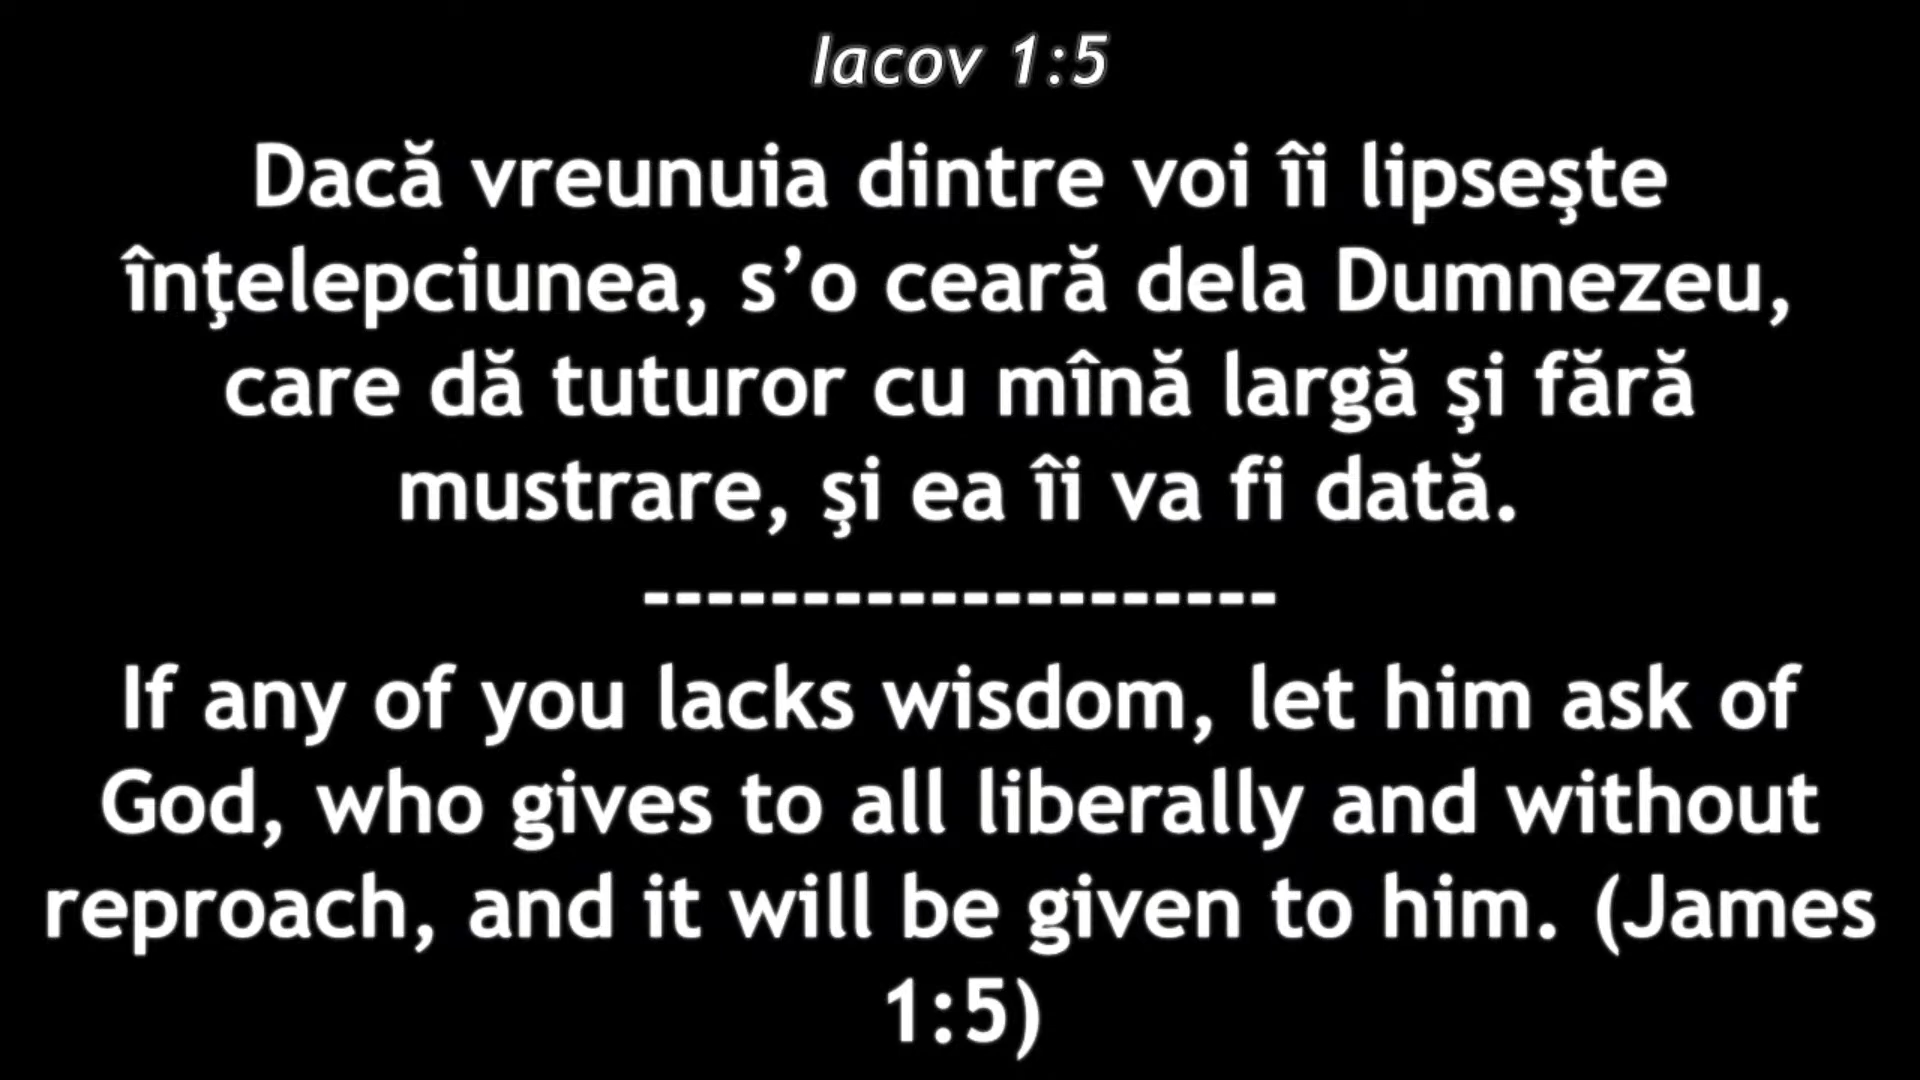 Iacov 1:5
Dacă vreunuia dintre voi îi lipseşte
înţelepciunea, s’o ceară dela Dumnezeu,
care dă tuturor cu mînă largă şi fără
mustrare, şi ea îi va fi dată.
--------------------
If any of you lacks wisdom, let him ask of
God, who gives to all liberally and without
reproach, and it will be given to him. (James
1:5)